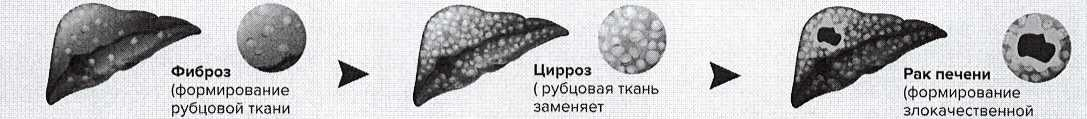 Фиброз
(формирование
рубцовой ткани
Цирроз
( рубцовая ткань
заменяет
Рак печени
(формирование
злокачественной